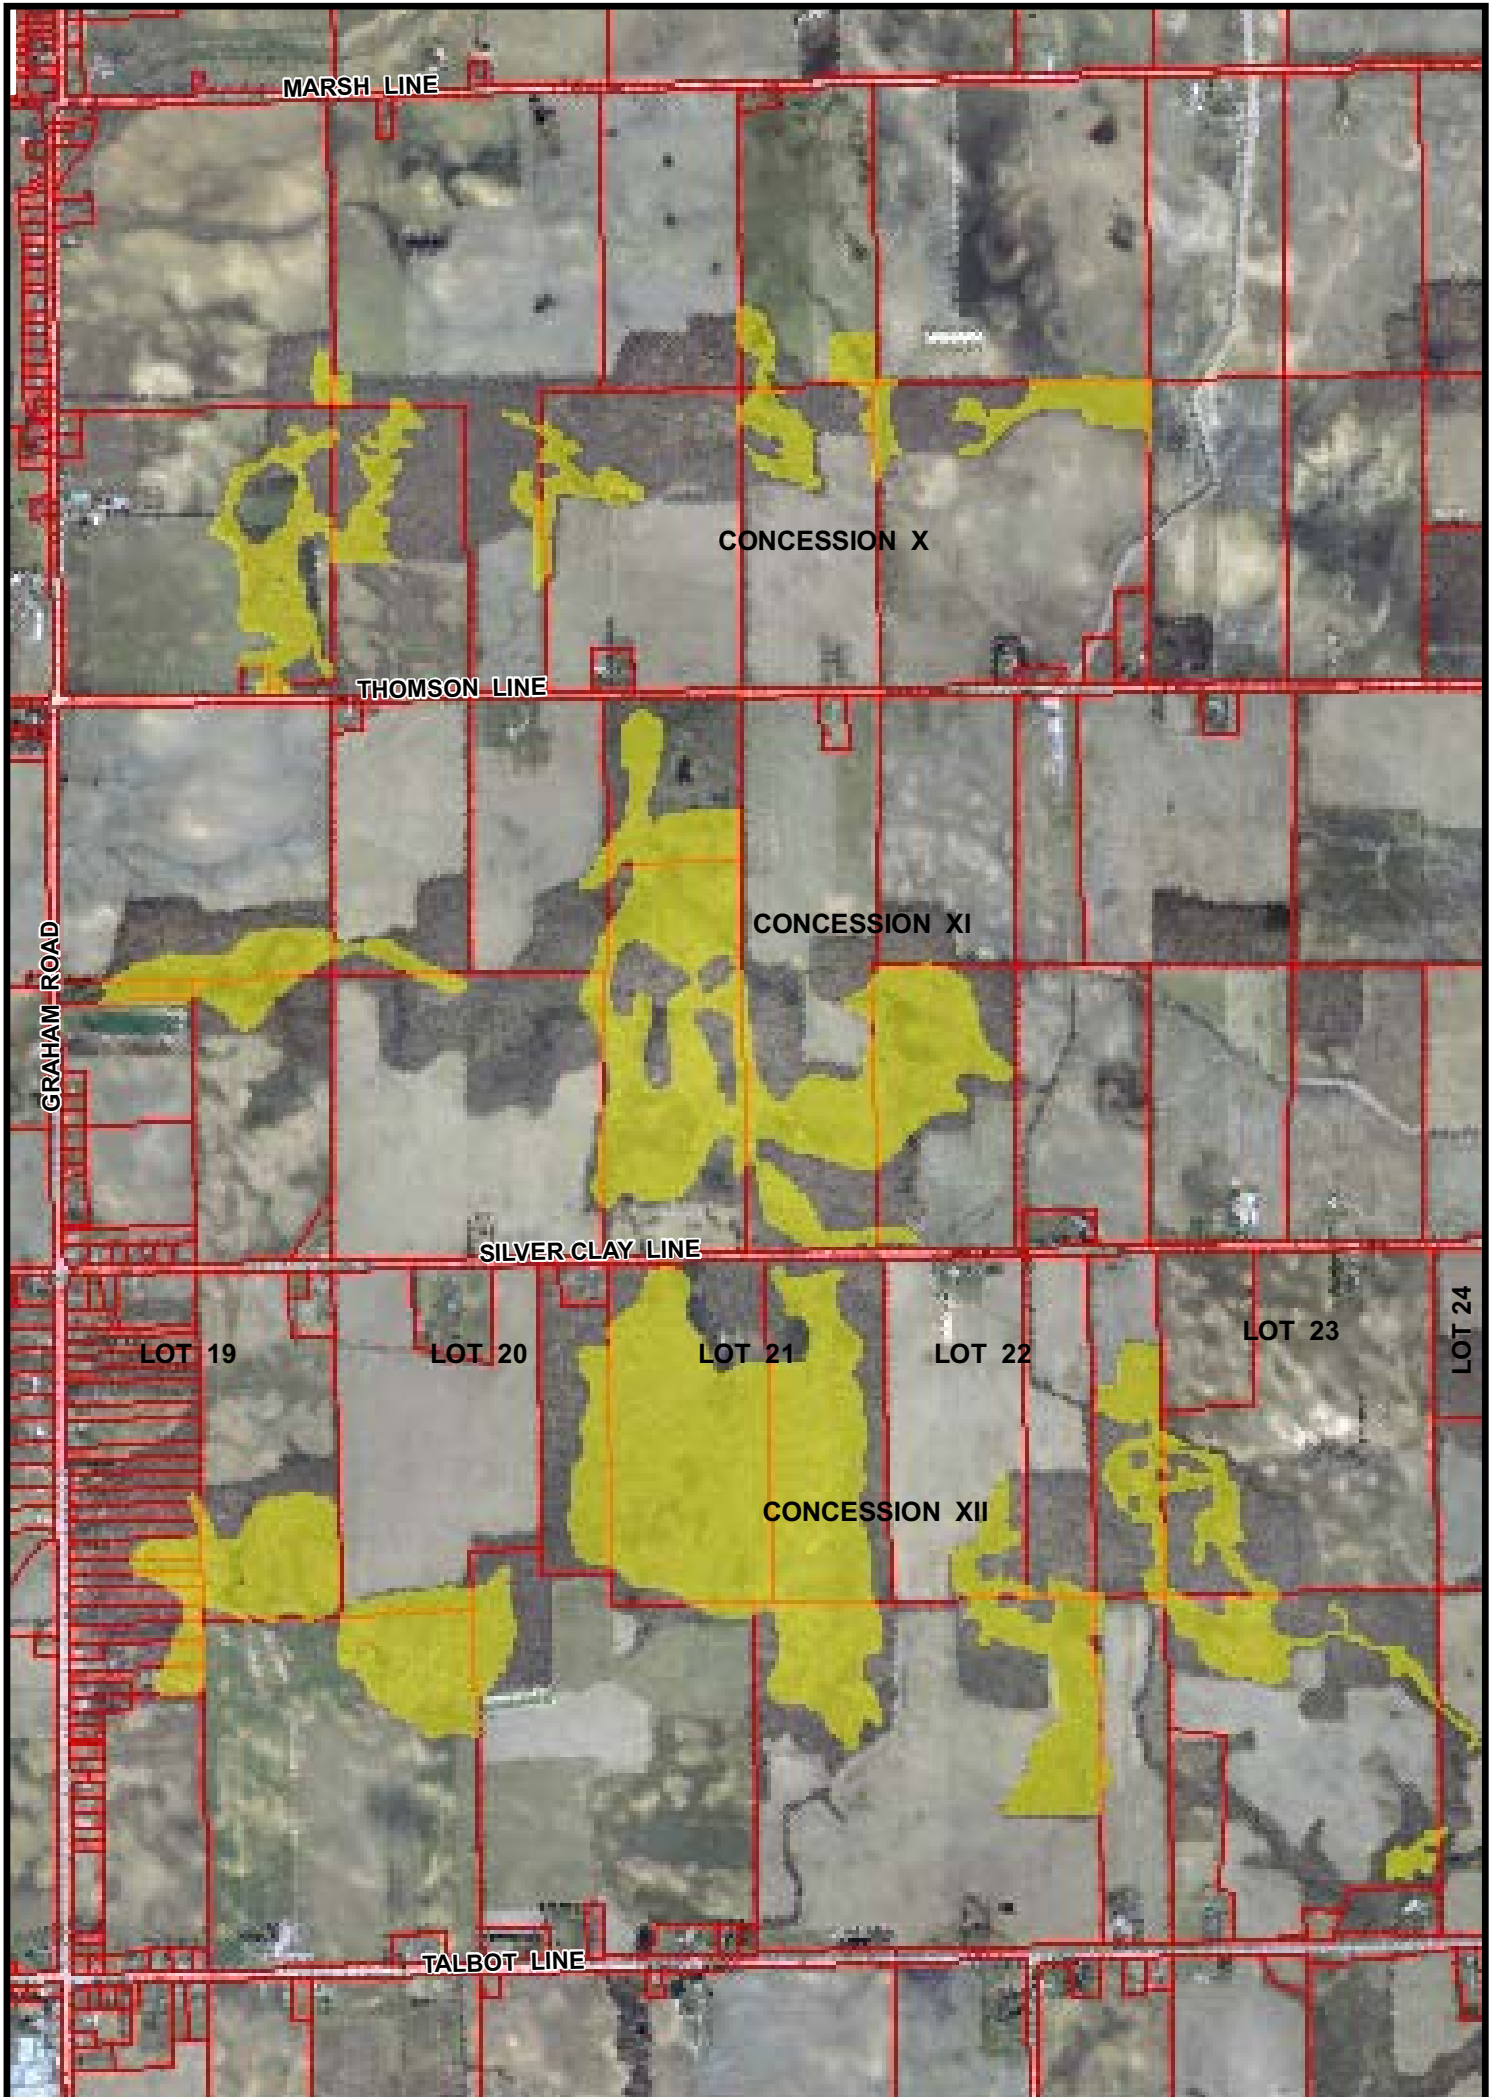 MARSH LINE
CONCESSION X
THOMSON LINE
CONCESSION XI
GRAHAM ROAD
SILVER CLAY LINE
LOT 19
LOT 20
LOT 21
LOT 22
LOT 23
LOT 24
CONCESSION XII
TALBOT LINE